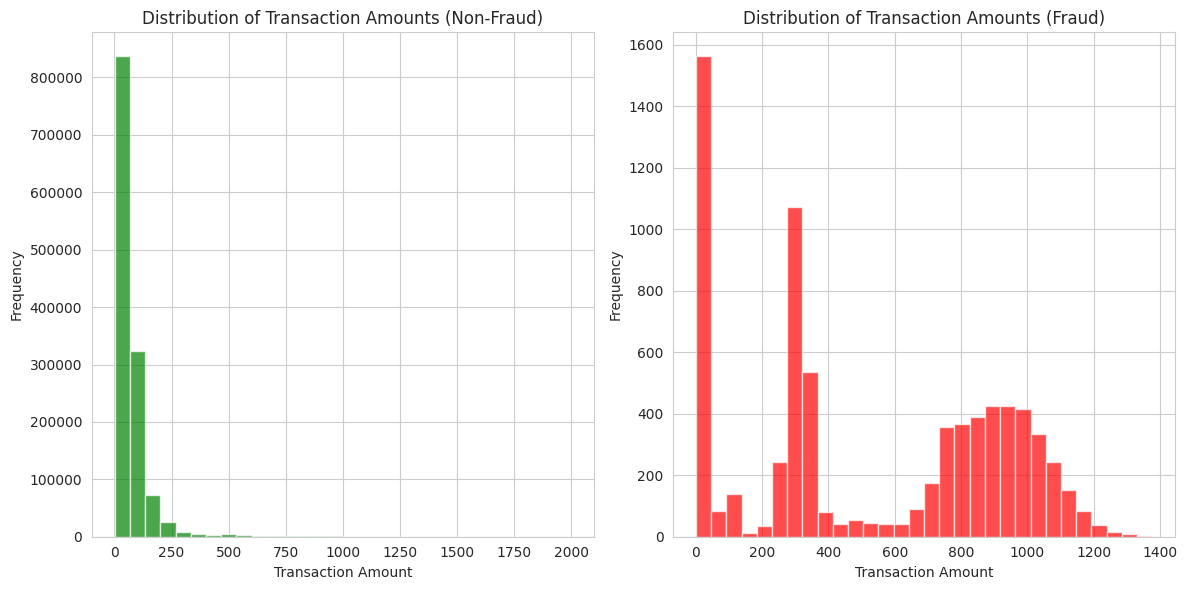 Distribution of Transaction Amounts (Non-Fraud)
800000
700000
600000
500000
400000
300000
200000
100000
0
Frequency
0 250 500 750 1000 1250 1500 1750 2000
Transaction Amount
Distribution of Transaction Amounts (Fraud)
1600
1400
1200
1000
800
600
400
200
0
Frequency
0 200 400 600 800 1000 1200 1400
Transaction Amount